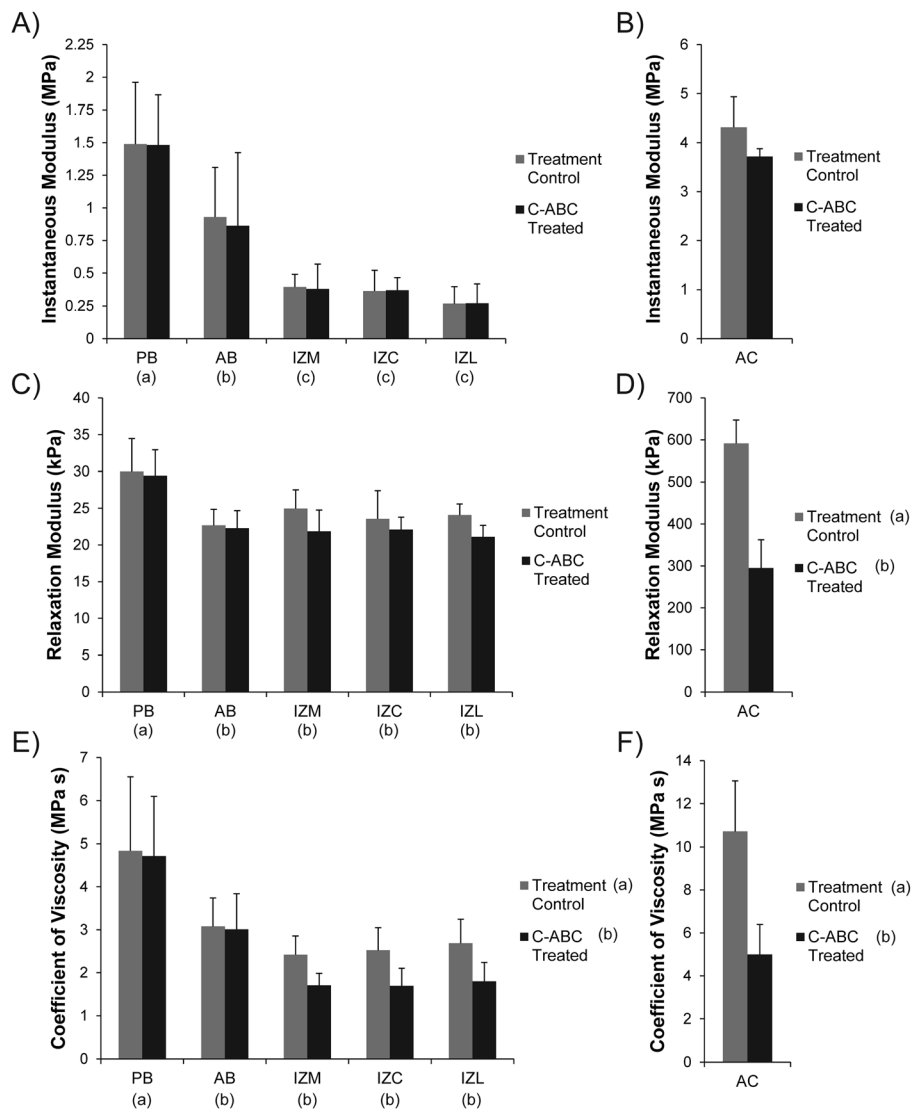 A)
Instantaneous Modulus (MPa)
2.25
2
1.75
1.5
1.25
1
0.75
0.5
0.25
0
PB AB IZM IZC IZL
(a) (b) (c) (c) (c)
Treatment
Control
C-ABC
Treated
B)
Instantaneous Modulus (MPa)
6
5
4
3
2
1
0
AC
Treatment
Control
C-ABC
Treated
C)
Relaxation Modulus (kPa)
40
35
30
25
20
15
10
5
0
PB AB IZM IZC IZL
(a) (b) (b) (b) (b)
Treatment
Control
C-ABC
Treated
D)
Relaxation Modulus (kPa)
700
600
500
400
300
200
100
0
AC
Treatment (a)
Control
C-ABC (b)
Treated
E)
Coefficient of Viscosity (MPa s)
7
6
5
4
3
2
1
0
PB AB IZM IZC IZL
(a) (b) (b) (b) (b)
Treatment (a)
Control
C-ABC (b)
Treated
F)
Coefficient of Viscosity (MPa s)
14
12
10
8
6
4
2
0
AC
Treatment (a)
Control
C-ABC (b)
Treated